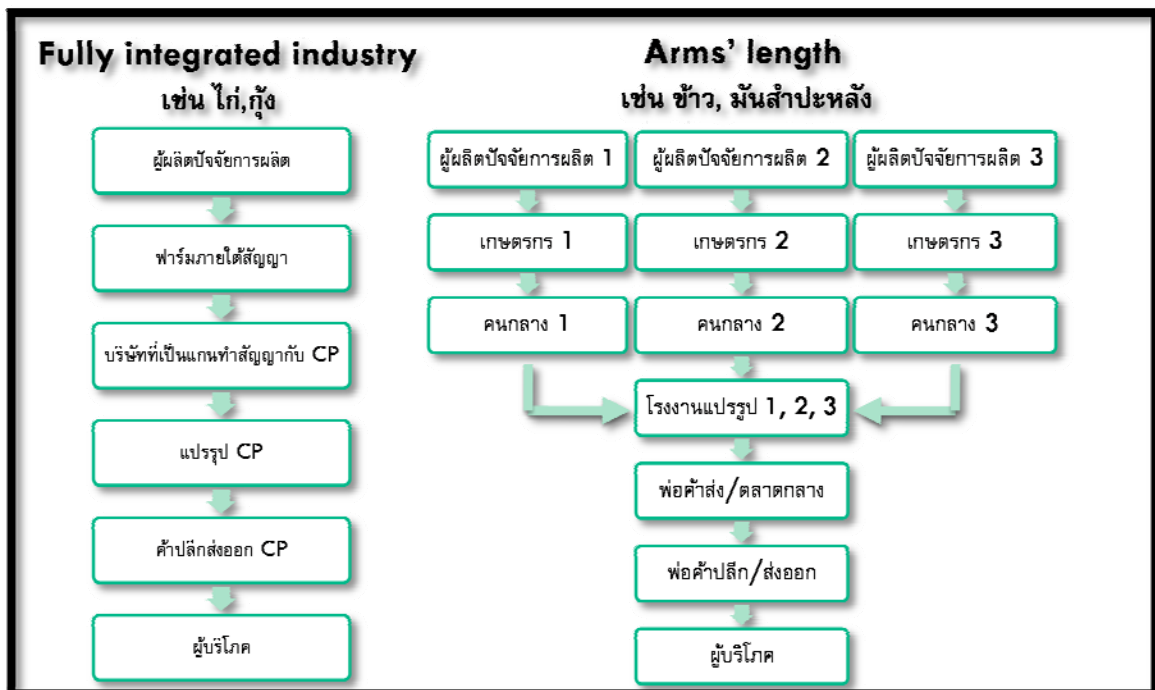 Fully integrated industry
เช่น ไก่,กุ้ง
ผู้ผลิตปัจจัยการผลิต
ฟาร์มภายใต้สัญญา
บริษัทที่เป็นแกนทำสัญญากับ CP
แปรรูป CP
ค้าปลีกส่งออก CP
ผู้บริโภค
Arms' length
เช่น ข้าว, มันสำปะหลัง
ผู้ผลิตปัจจัยการผลิต 1
ผู้ผลิตปัจจัยการผลิต 2
ผู้ผลิตปัจจัยการผลิต 3
เกษตรกร 1
เกษตรกร 2
เกษตรกร 3
คนกลาง 1
คนกลาง 2
คนกลาง 3
โรงงานแปรรูป 1, 2, 3
พ่อค้าส่ง/ตลาดกลาง
พ่อค้าปลีก/ส่งออก
ผู้บริโภค